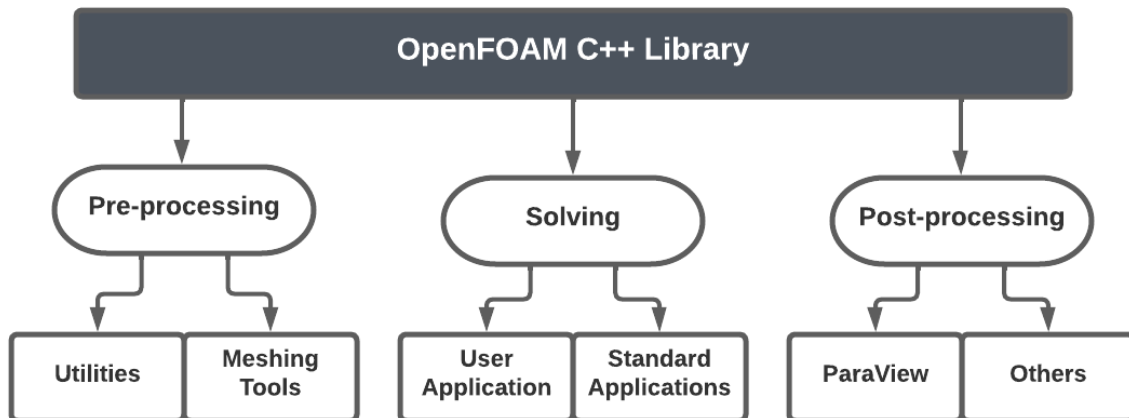 OpenFOAM C++ Library
Pre-processing
Solving
Post-processing
Utilities
Meshing
Tools
User
Application
Standard
Applications
ParaView
Others